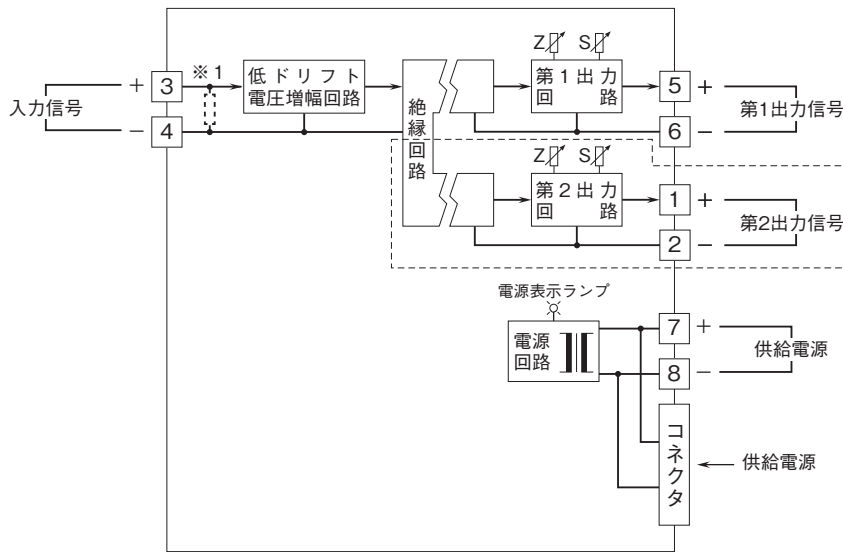 Z S
※1
低ドリフト
電圧増幅回路
絶縁回路
第1出力
回路
入力信号
+ 3
− 4
5 +
6 −
第1出力信号
Z S
第2出力
回路
1 +
2 −
第2出力信号
電源表示ランプ
電源
回路
7 +
8 −
供給電源
コネクタ
供給電源